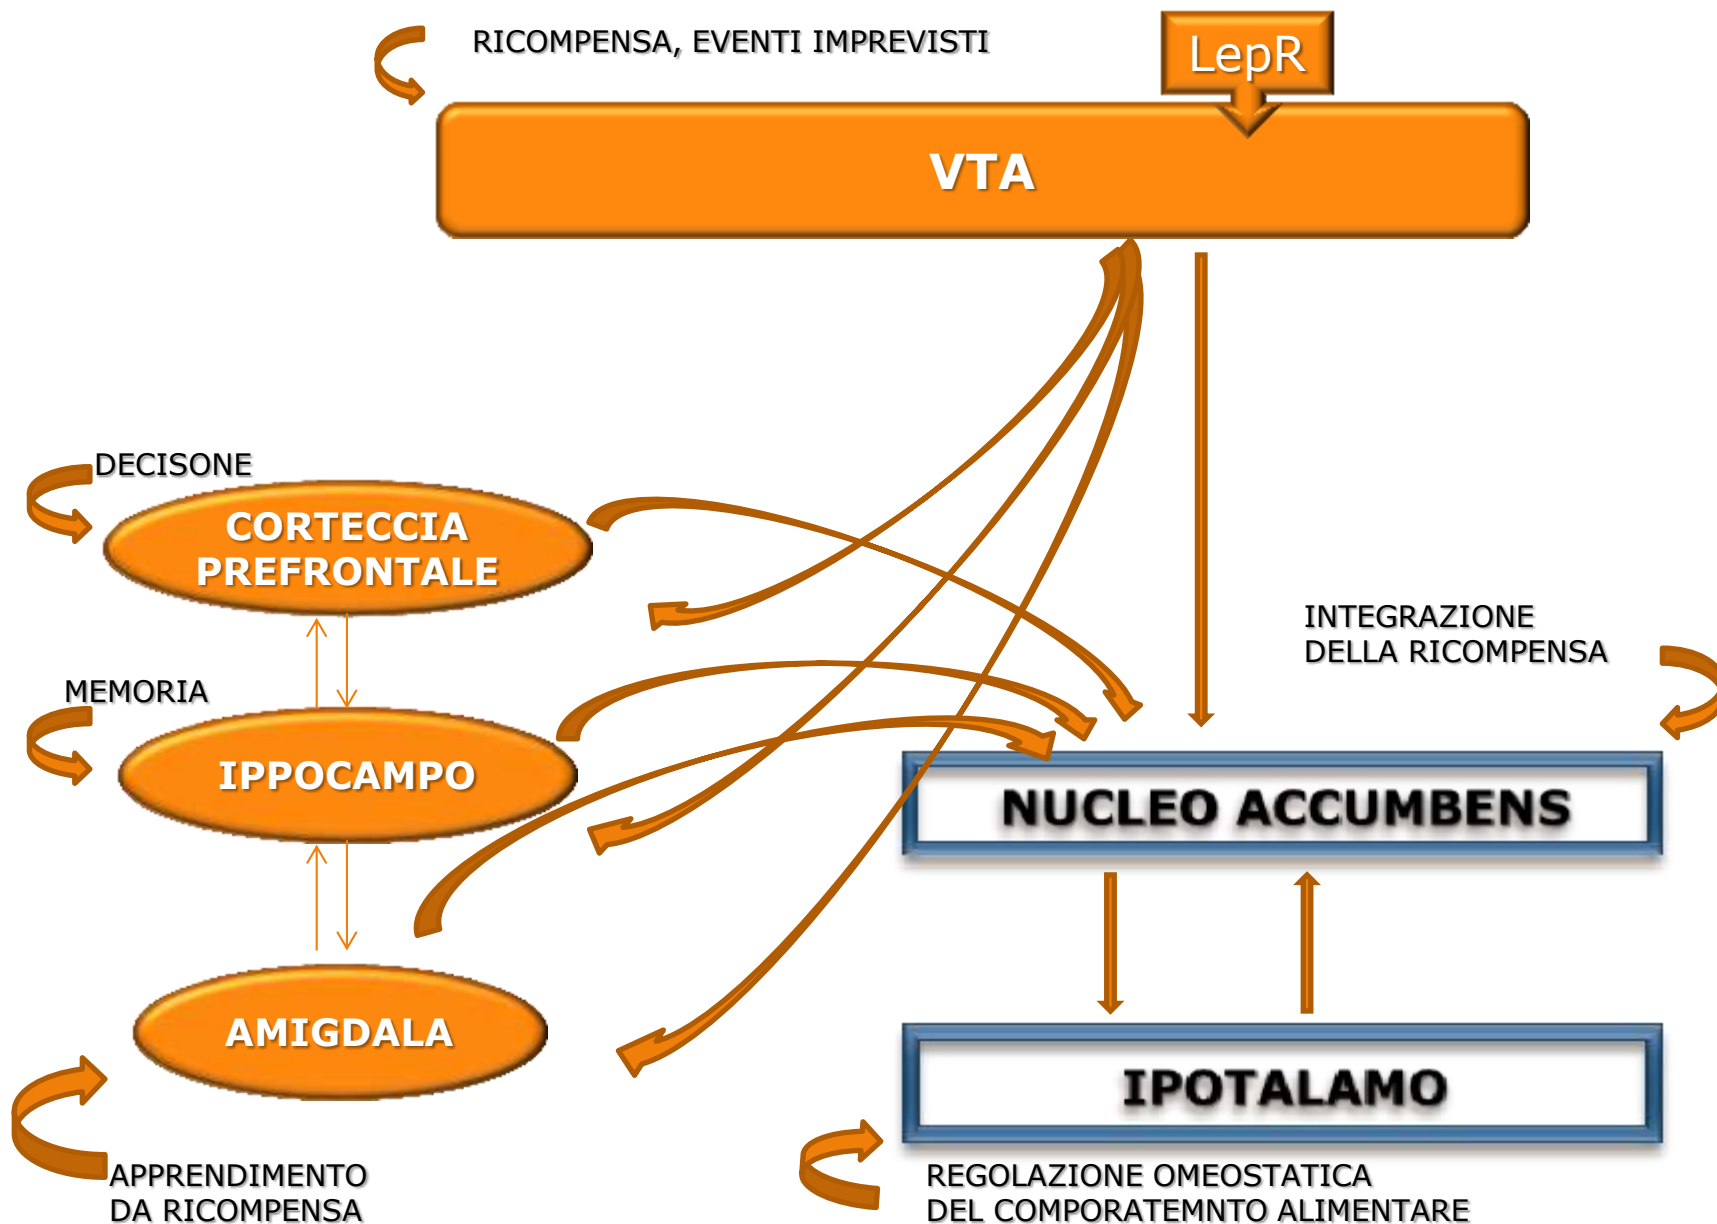 RICOMPENSA, EVENTI IMPREVISTI
LepR
VTA
DECISONE
CORTECCIA
PREFRONTALE
INTEGRAZIONE
DELLA RICOMPENSA
MEMORIA
IPPOCAMPO
NUCLEO ACCUMBENS
AMIGDALA
IPOTALAMO
APPRENDIMENTO
DA RICOMPENSA
REGOLAZIONE OMEOSTATICA
DEL COMPORATEMNTO ALIMENTARE